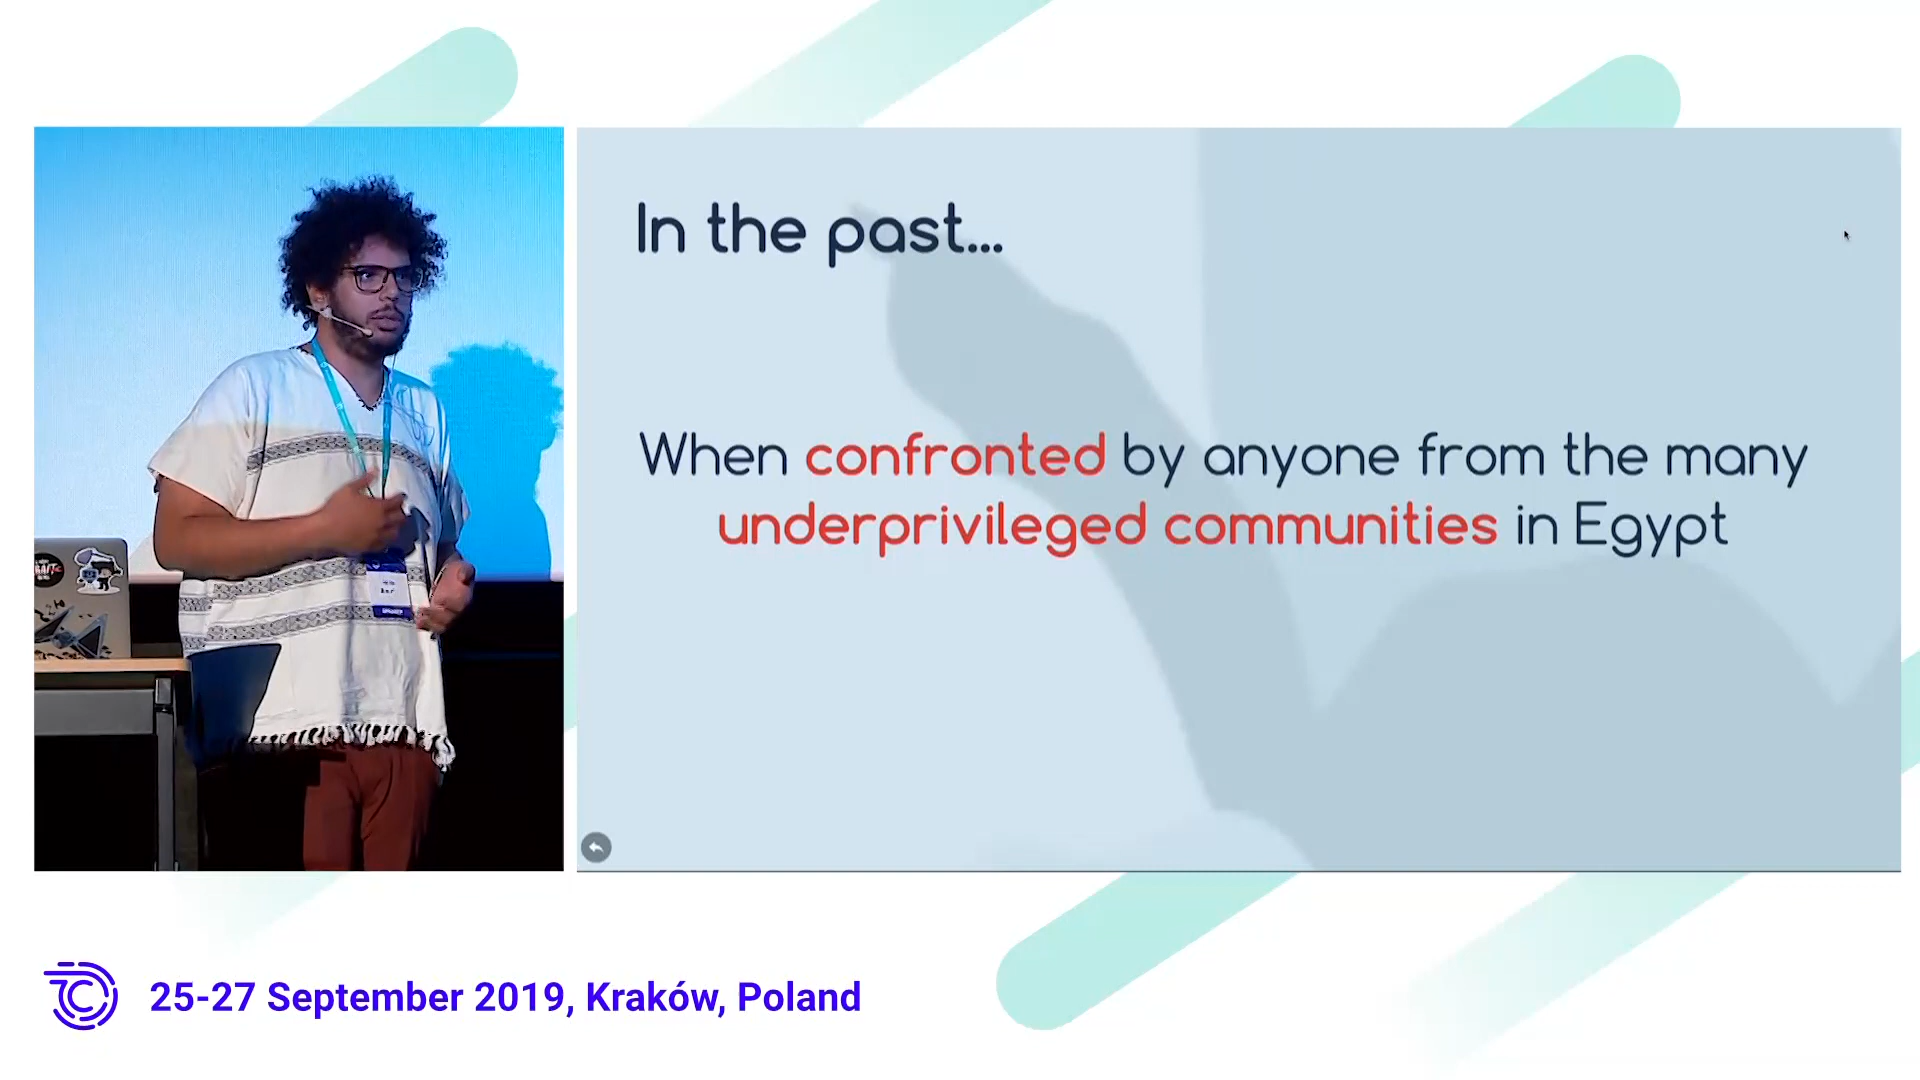 In the past...
When confronted by anyone from the many
underprivileged communities in Egypt
25-27 September 2019, Kraków, Poland